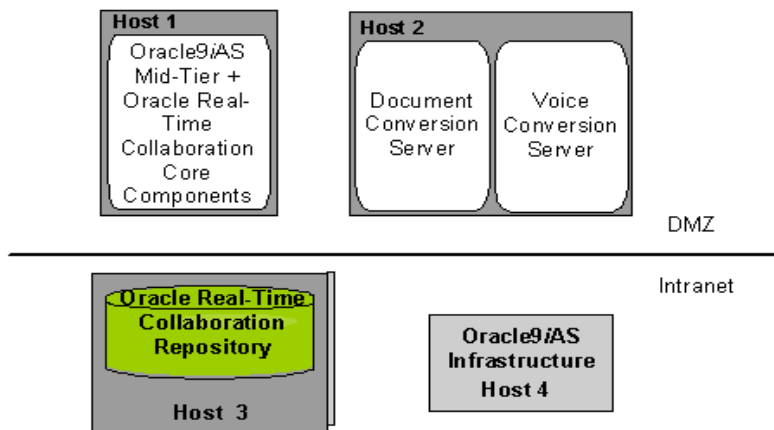 Host 1
Oracle9iAS
Mid-Tier +
Oracle Real-
Time
Collaboration
Core
Components
Host 2
Document
Conversion
Server
Voice
Conversion
Server
DMZ
Intranet
Oracle Real-Time
Collaboration
Repository
Host 3
Oracle9iAS
Infrastructure
Host 4